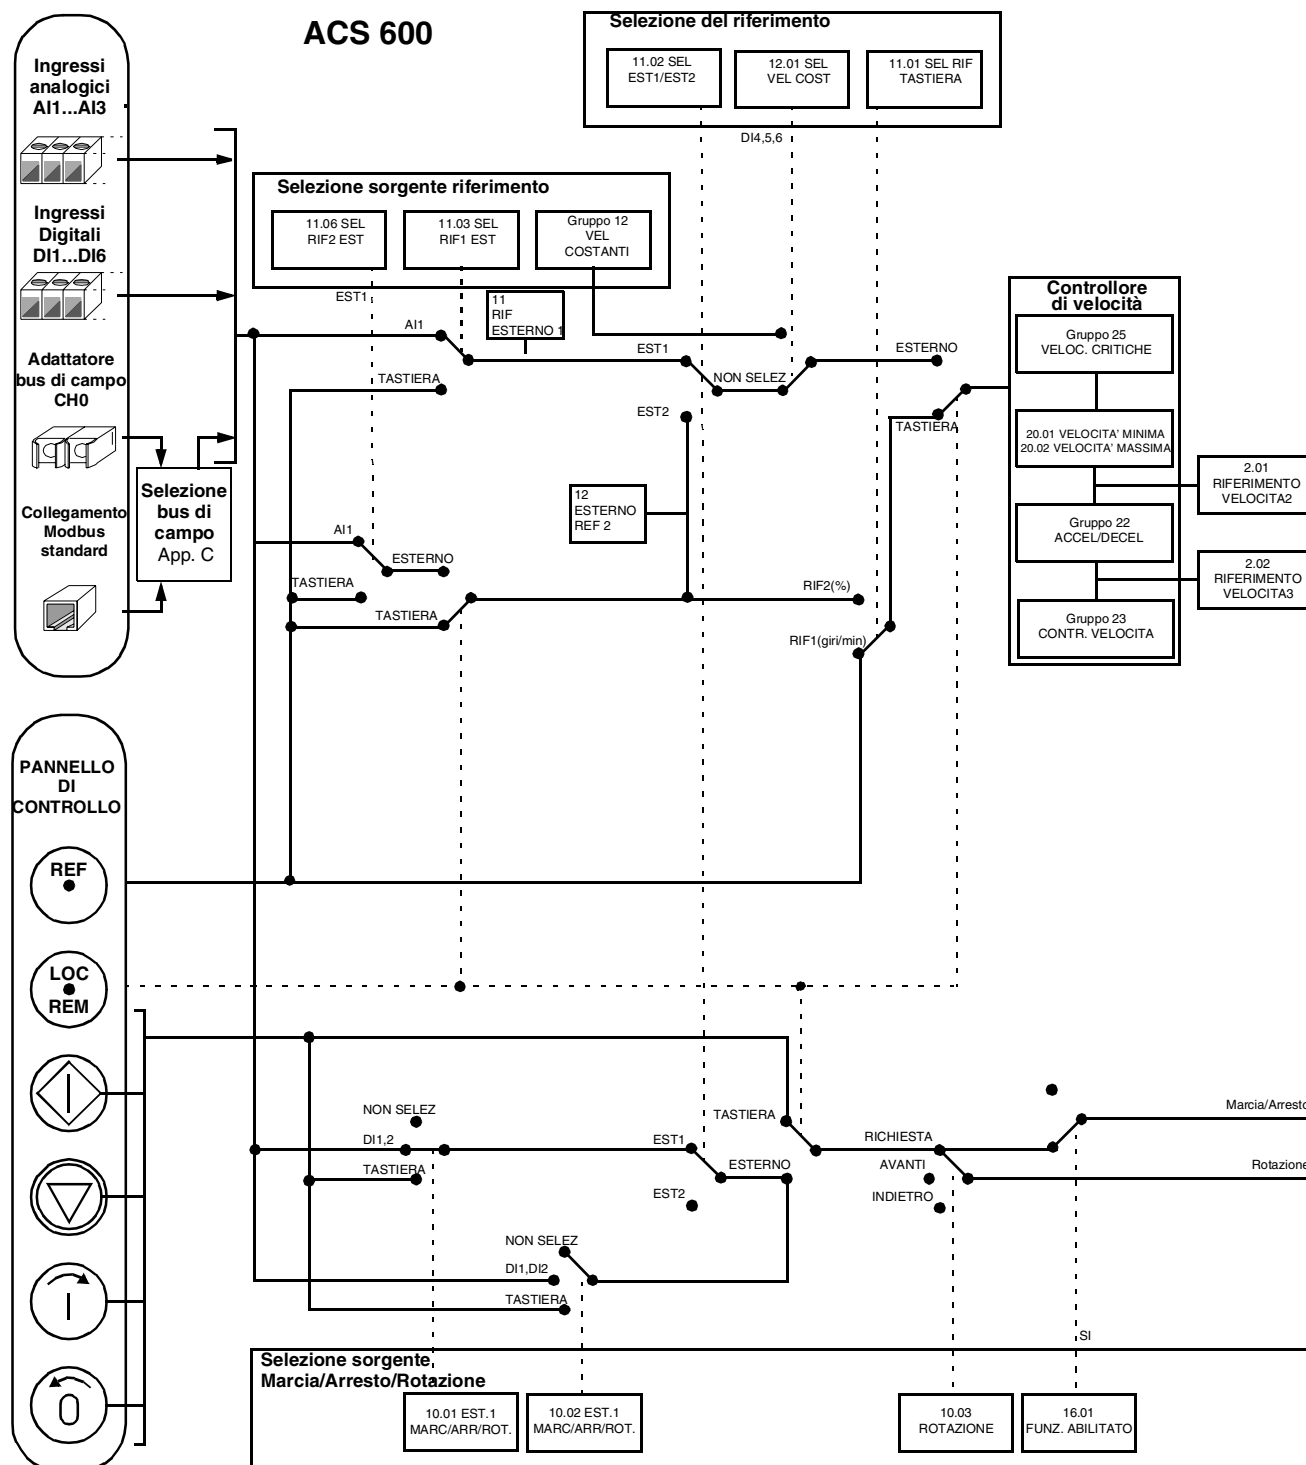 ACS 600
Ingressi
analogici
AI1...AI3
Ingressi
Digitali
DI1...DI6
Adattatore
bus di campo
CH0
Collegamento
Modbus
standard
Selezione
bus di
campo
App. C
Selezione del riferimento
11.02 SEL
EST1/EST2
12.01 SEL
VEL COST
11.01 SEL RIF
TASTIERA
DI4,5,6
Selezione sorgente riferimento
11.06 SEL
RIF2 EST
11.03 SEL
RIF1 EST
Gruppo 12
VEL
COSTANTI
EST1
11
RIF
ESTERNO 1
AI1
TASTIERA
EST1
NON SELEZ
ESTERNO
EST2
TASTIERA
12
ESTERNO
REF 2
AI1
ESTERNO
TASTIERA
TASTIERA
RIF2(%)
RIF1(giri/min)
Controllore
di velocità
Gruppo 25
VELOC. CRITICHE
20.01 VELOCITA' MINIMA
20.02 VELOCITA' MASSIMA
Gruppo 22
ACCEL/DECEL
Gruppo 23
CONTR. VELOCITA
2.01
RIFERIMENTO
VELOCITA2
2.02
RIFERIMENTO
VELOCITA3
PANNELLO
DI
CONTROLLO
REF
LOC
REM
NON SELEZ
DI1,2
TASTIERA
EST1
EST2
ESTERNO
TASTIERA
RICHIESTA
AVANTI
INDIETRO
Marcia/Arresto
Rotazione
NON SELEZ
DI1,DI2
TASTIERA
SI
Selezione sorgente
Marcia/Arresto/Rotazione
10.01 EST.1
MARC/ARR/ROT.
10.02 EST.1
MARC/ARR/ROT.
10.03
ROTAZIONE
16.01
FUNZ. ABILITATO